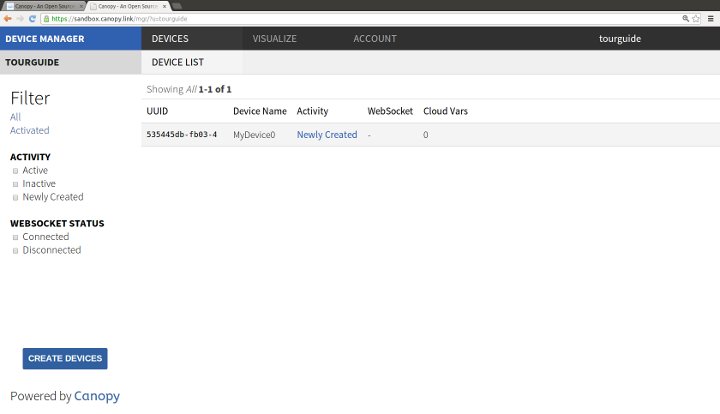 Canopy - An Open Source
Canopy - An Open Source
https://sandbox.canopy.link/mgr/?u=tourguide
DEVICE MANAGER DEVICES VISUALIZE ACCOUNT tourguide
TOURGUIDE DEVICE LIST
Showing All 1-1 of 1
UUID Device Name Activity WebSocket Cloud Vars
535445db-fb03-4 MyDevice0 Newly Created - 0
Filter
All
Activated
ACTIVITY
Active
Inactive
Newly Created
WEBSOCKET STATUS
Connected
Disconnected
CREATE DEVICES
Powered by Canopy